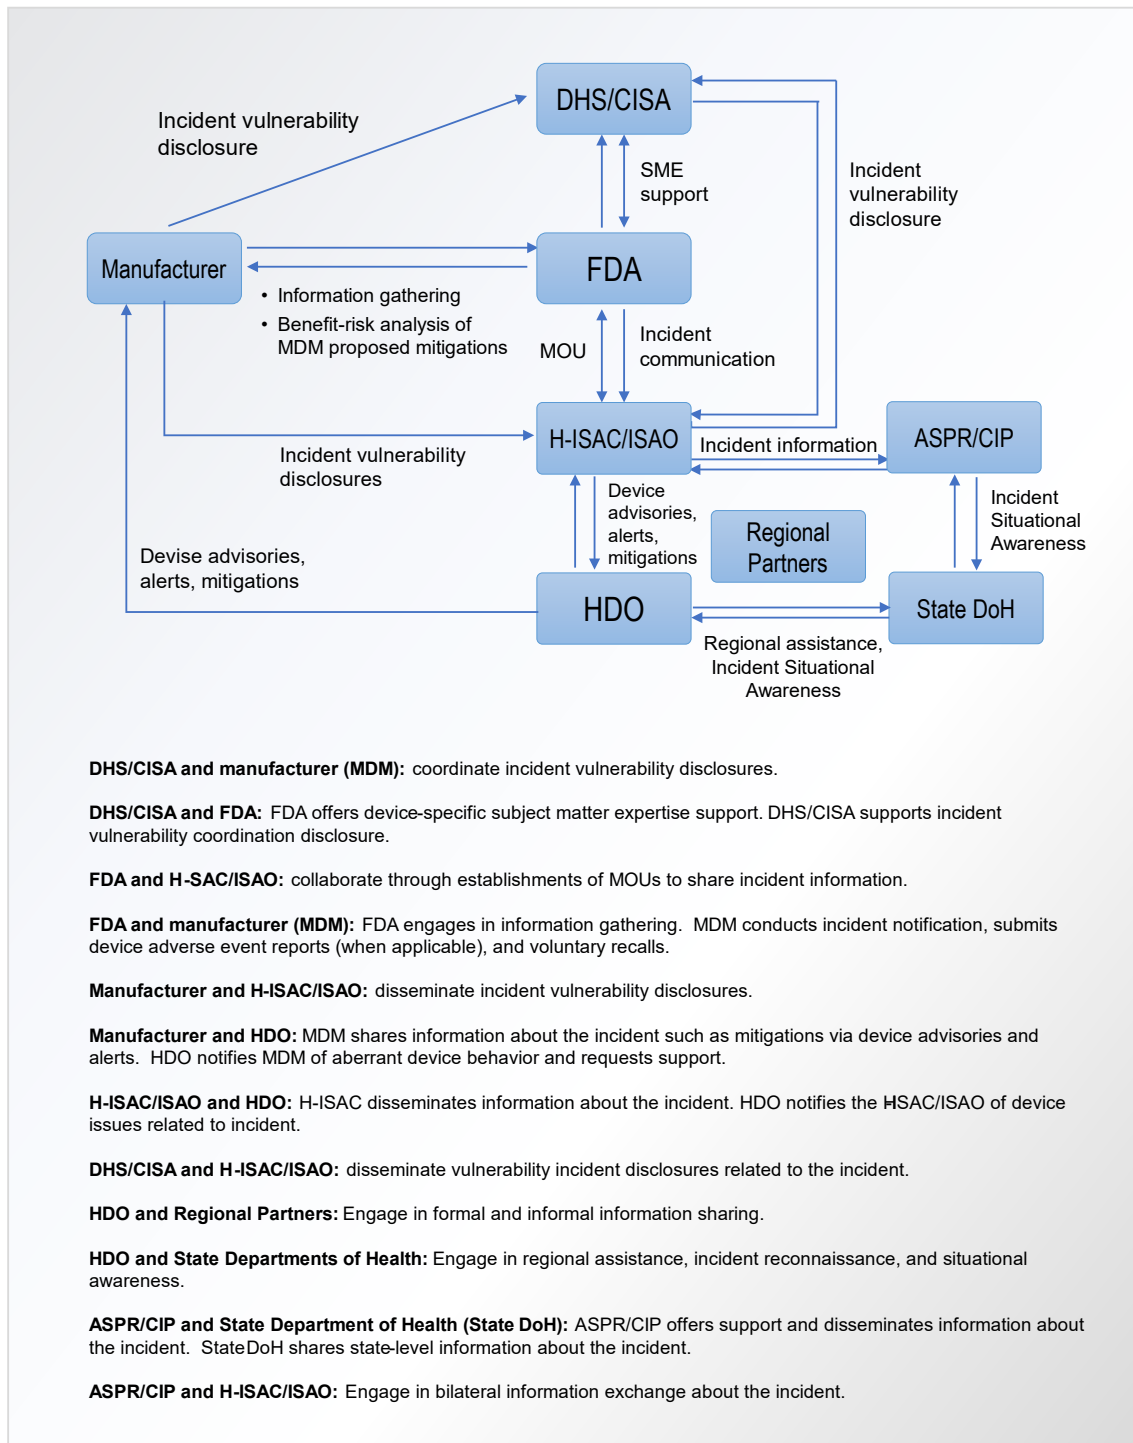 DHS/CISA
Incident vulnerability
disclosure
SME
support
Incident
vulnerability
disclosure
Manufacturer
FDA
• Information gathering
• Benefit-risk analysis of
MDM proposed mitigations
MOU
Incident
communication
H-ISAC/ISAO
Incident information
ASPR/CIP
Incident vulnerability
disclosures
Device
advisories,
alerts,
mitigations
Regional
Partners
Incident
Situational
Awareness
Devise advisories,
alerts, mitigations
HDO
State DoH
Regional assistance,
Incident Situational
Awareness
DHS/CISA and manufacturer (MDM): coordinate incident vulnerability disclosures.
DHS/CISA and FDA: FDA offers device-specific subject matter expertise support. DHS/CISA supports incident
vulnerability coordination disclosure.
FDA and H-SAC/ISAO: collaborate through establishments of MOUs to share incident information.
FDA and manufacturer (MDM): FDA engages in information gathering. MDM conducts incident notification, submits
device adverse event reports (when applicable), and voluntary recalls.
Manufacturer and H-ISAC/ISAO: disseminate incident vulnerability disclosures.
Manufacturer and HDO: MDM shares information about the incident such as mitigations via device advisories and
alerts. HDO notifies MDM of aberrant device behavior and requests support.
H-ISAC/ISAO and HDO: H-ISAC disseminates information about the incident. HDO notifies the H-ISAC/ISAO of device
issues related to incident.
DHS/CISA and H-ISAC/ISAO: disseminate vulnerability incident disclosures related to the incident.
HDO and Regional Partners: Engage in formal and informal information sharing.
HDO and State Departments of Health: Engage in regional assistance, incident reconnaissance, and situational
awareness.
ASPR/CIP and State Department of Health (State DoH): ASPR/CIP offers support and disseminates information about
the incident. State DoH shares state-level information about the incident.
ASPR/CIP and H-ISAC/ISAO: Engage in bilateral information exchange about the incident.